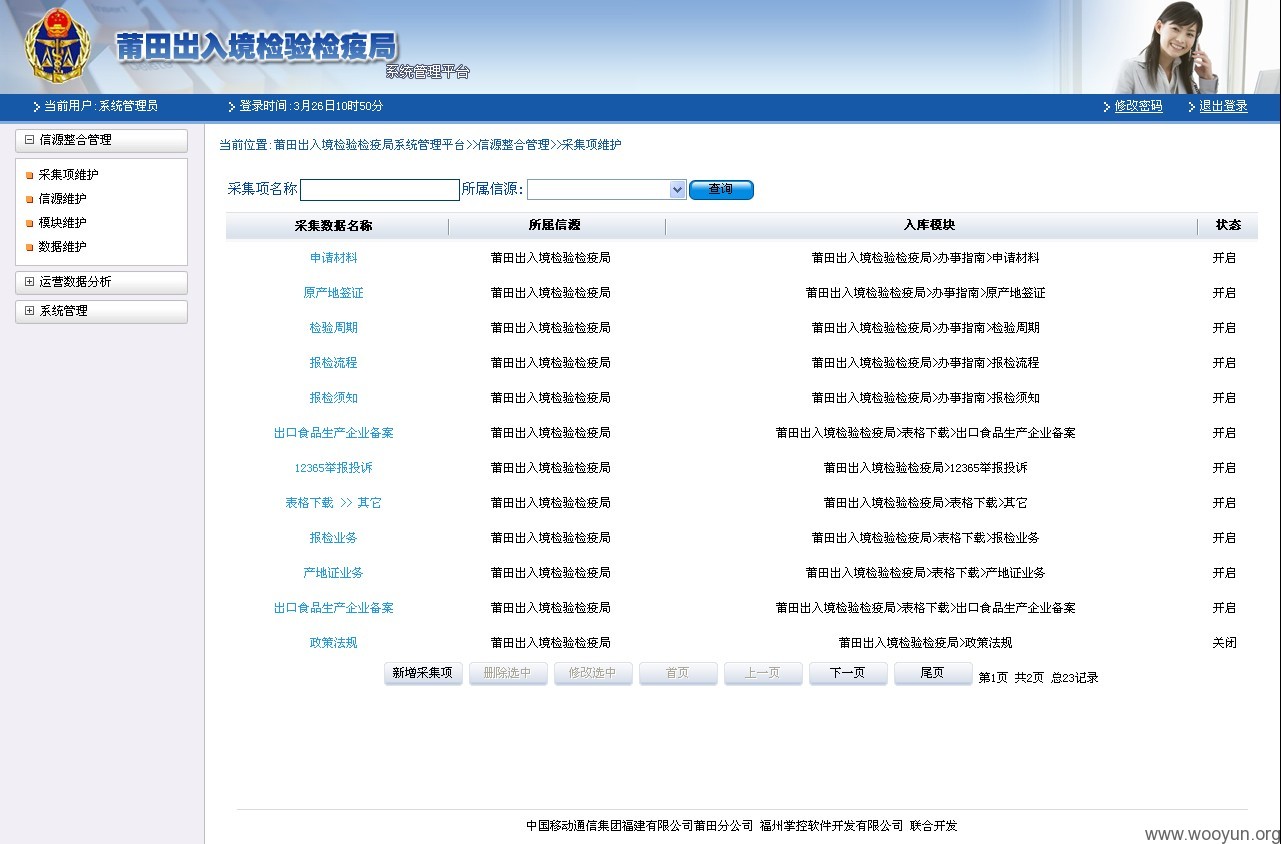 莆田出入境检验检疫局
系统管理平台
当前用户:系统管理员 登录时间:3月26日10时50分 修改密码 退出登录
信源整合管理
采集项维护
信源维护
模块维护
数据维护
运营数据分析
系统管理
当前位置:莆田出入境检验检疫局系统管理平台>>信源整合管理>>采集项维护
采集项名称 所属信源: 查询
采集数据名称 所属信源 入库模块 状态
申请材料 莆田出入境检验检疫局 莆田出入境检验检疫局>办事指南>申请材料 开启
原产地签证 莆田出入境检验检疫局 莆田出入境检验检疫局>办事指南>原产地签证 开启
检验周期 莆田出入境检验检疫局 莆田出入境检验检疫局>办事指南>检验周期 开启
报检流程 莆田出入境检验检疫局 莆田出入境检验检疫局>办事指南>报检流程 开启
报检须知 莆田出入境检验检疫局 莆田出入境检验检疫局>办事指南>报检须知 开启
出口食品生产企业备案 莆田出入境检验检疫局 莆田出入境检验检疫局>表格下载>出口食品生产企业备案 开启
12365举报投诉 莆田出入境检验检疫局 莆田出入境检验检疫局>12365举报投诉 开启
表格下载 >> 其它 莆田出入境检验检疫局 莆田出入境检验检疫局>表格下载>其它 开启
报检业务 莆田出入境检验检疫局 莆田出入境检验检疫局>表格下载>报检业务 开启
产地证业务 莆田出入境检验检疫局 莆田出入境检验检疫局>表格下载>产地证业务 开启
出口食品生产企业备案 莆田出入境检验检疫局 莆田出入境检验检疫局>表格下载>出口食品生产企业备案 开启
政策法规 莆田出入境检验检疫局 莆田出入境检验检疫局>政策法规 关闭
新增采集项 删除选中 修改选中 首页 上一页 下一页 尾页 第1页 共2页 总23记录
中国移动通信集团福建有限公司莆田分公司 福州掌控软件开发有限公司 联合开发
www.wooyun.org